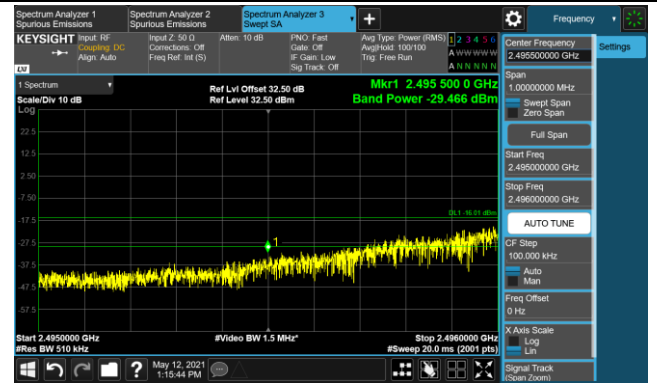 Spectrum Analyzer 1
Spurious Emissions
Spectrum Analyzer 2
Spurious Emissions
Spectrum Analyzer 3
Swept SA
Frequency
KEYSIGHT
Input: RF
Coupling: DC
Align: Auto
Input Z: 50 Ω
Corrections: Off
Freq Ref: Int (S)
Atten: 10 dB
PNO: Fast
Gate: Off
IF Gain: Low
Sig Track: Off
Avg Type: Power (RMS)
Avg|Hold: 100/100
Trig: Free Run
1 2 3 4 5 6
A W W W W W
A N N N N N
LXI
Center Frequency
2.495500000 GHz
Settings
Span
1.00000000 MHz
Swept Span
Zero Span
Full Span
Start Freq
2.495000000 GHz
Stop Freq
2.496000000 GHz
AUTO TUNE
CF Step
100.000 kHz
Auto
Man
Freq Offset
0 Hz
X Axis Scale
Log
Lin
Signal Track
(Span Zoom)
1 Spectrum
Scale/Div 10 dB
Log
Ref Lvl Offset 32.50 dB
Ref Level 32.50 dBm
Mkr1 2.495 500 0 GHz
Band Power -29.466 dBm
22.5
12.5
2.50
-7.50
-17.5
-27.5
-37.5
-47.5
-57.5
DL1 -16.01 dBm
1
Start 2.4950000 GHz
#Res BW 510 kHz
#Video BW 1.5 MHz*
Stop 2.4960000 GHz
#Sweep 20.0 ms (2001 pts)
?
May 12, 2021
1:15:44 PM